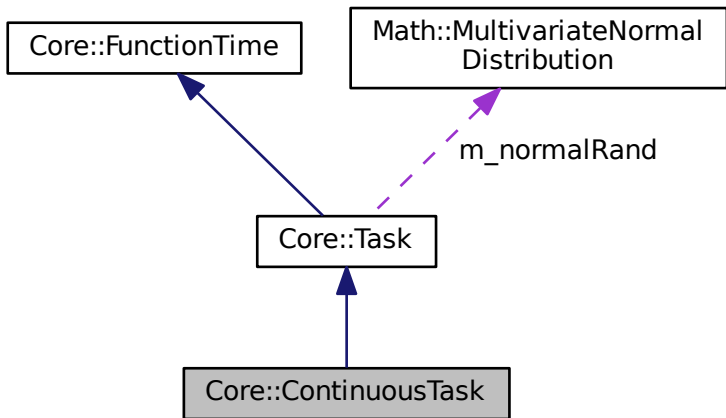 Core::FunctionTime
Math::MultivariateNormal
Distribution
m_normalRand
Core::Task
Core::ContinuousTask